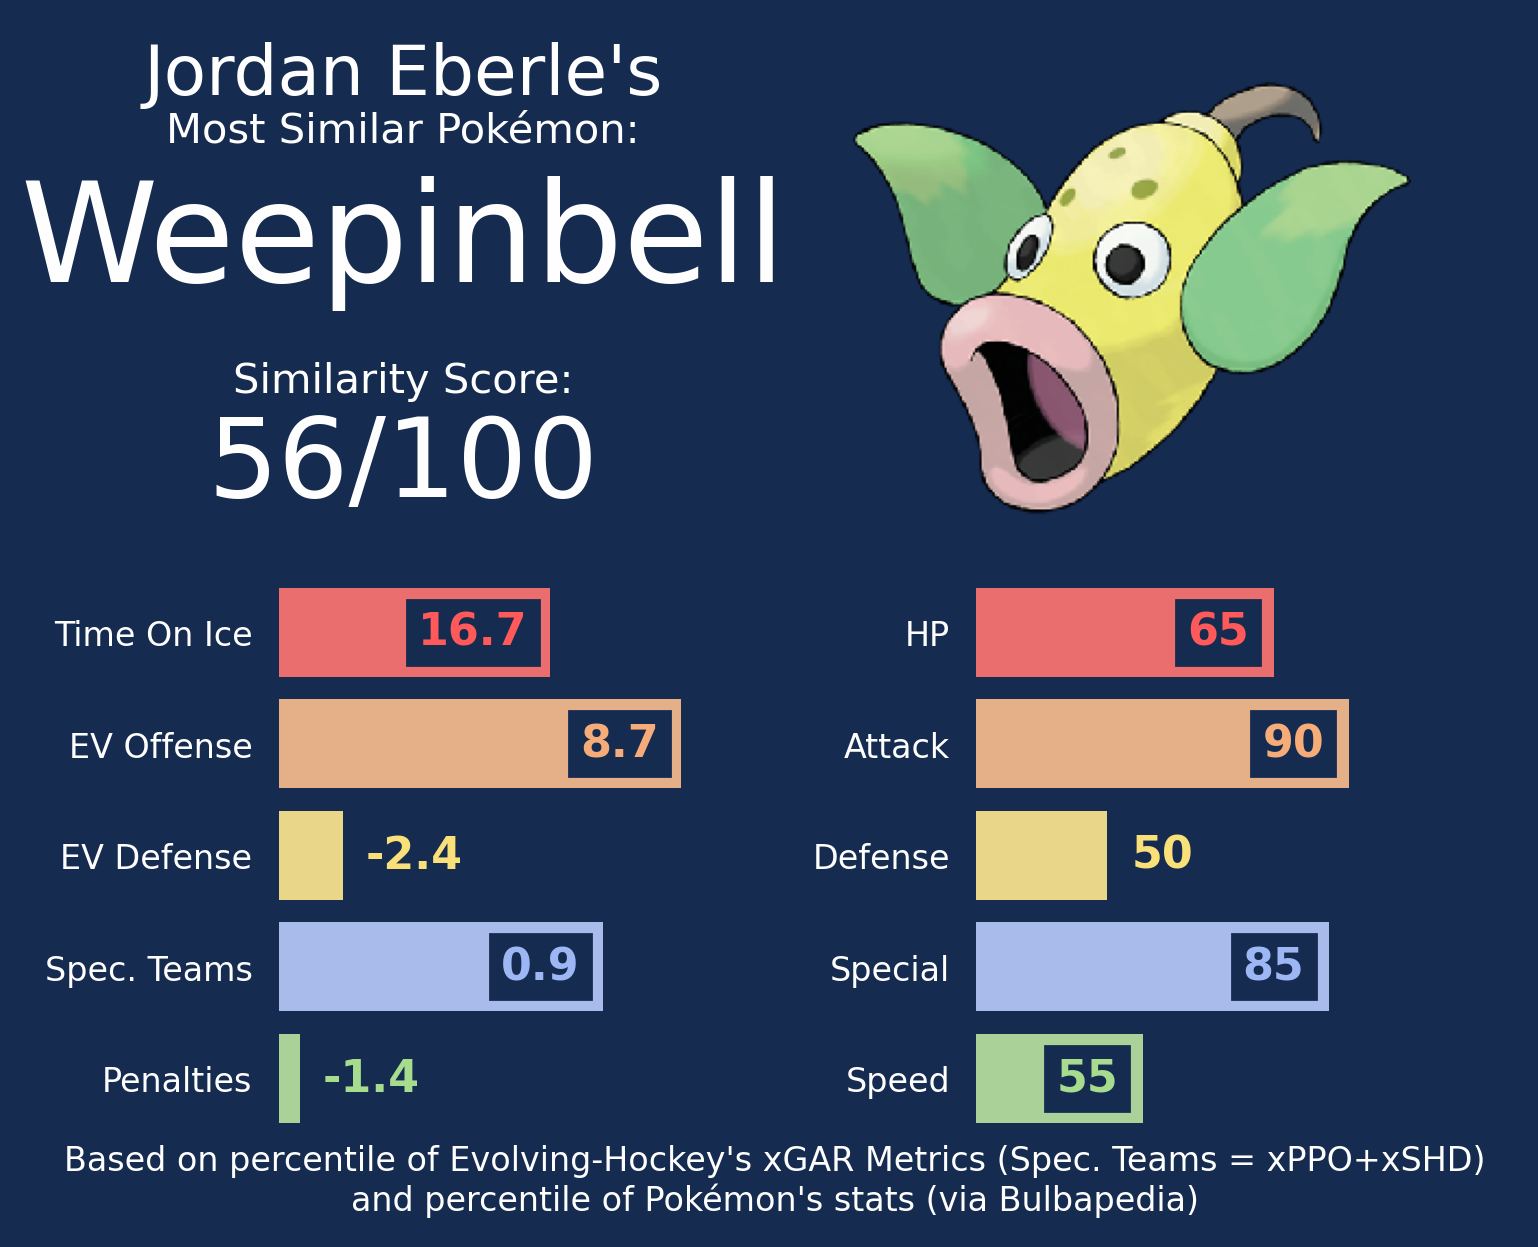 Jordan Eberle's
Most Similar Pokémon:
Weepinbell
Similarity Score:
56/100
Time On Ice 16.7
EV Offense 8.7
EV Defense -2.4
Spec. Teams 0.9
Penalties -1.4
HP 65
Attack 90
Defense 50
Special 85
Speed 55
Based on percentile of Evolving-Hockey's xGAR Metrics (Spec. Teams = xPPO+xSHD)
and percentile of Pokémon's stats (via Bulbapedia)